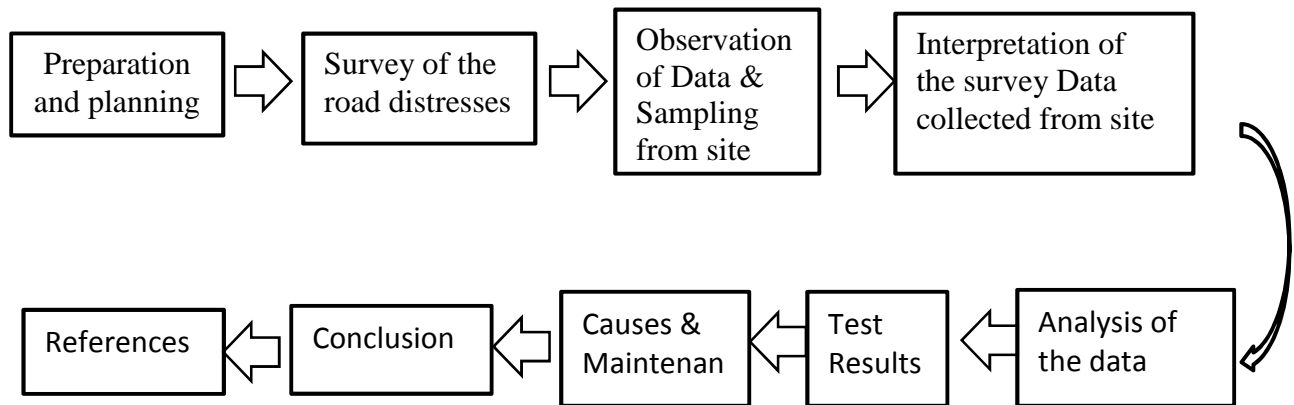 Preparation
and planning
Survey of the
road distresses
Observation
of Data &
Sampling
from site
Interpretation of
the survey Data
collected from site
Analysis of
the data
Test
Results
Causes &
Maintenan
Conclusion
References